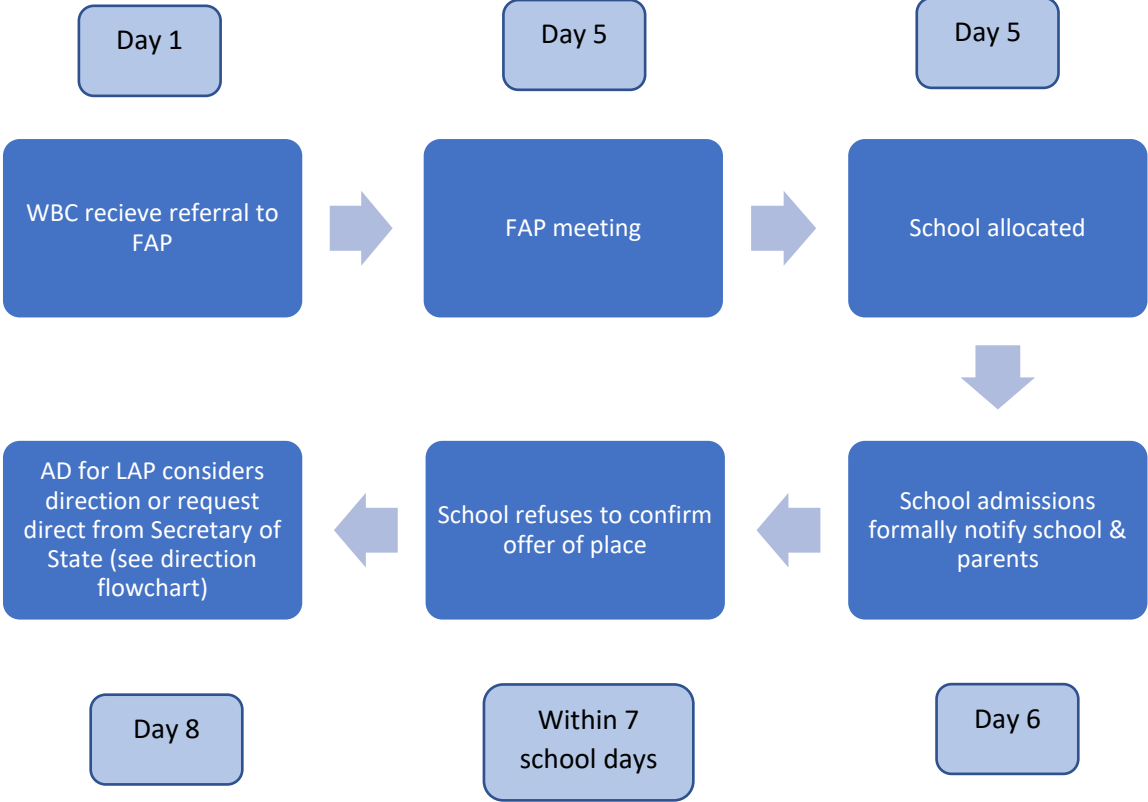 Day 1
Day 5
Day 5
WBC recieve referral to
FAP
FAP meeting
School allocated
School admissions
formally notify school &
parents
School refuses to confirm
offer of place
AD for LAP considers
direction or request
direct from Secretary of
State (see direction
flowchart)
Day 6
Within 7
school days
Day 8